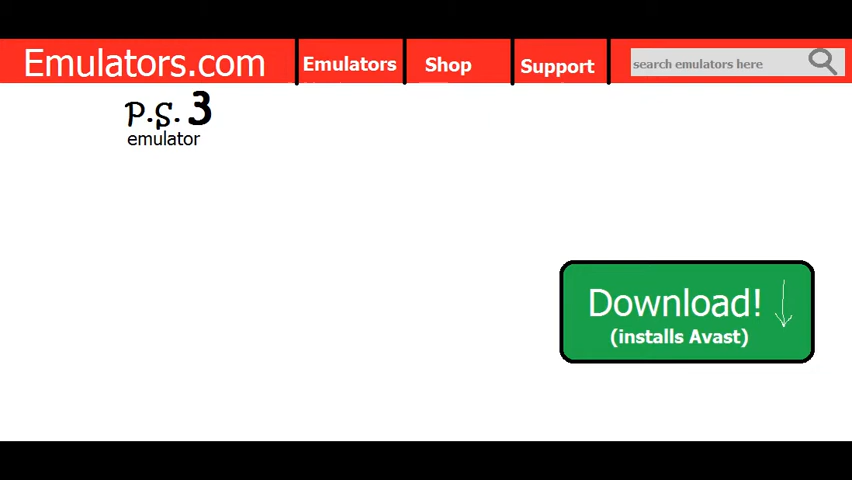 Emulators.com
Emulators
Shop
Support
search emulators here
P.S. 3
emulator
Download!
(installs Avast)